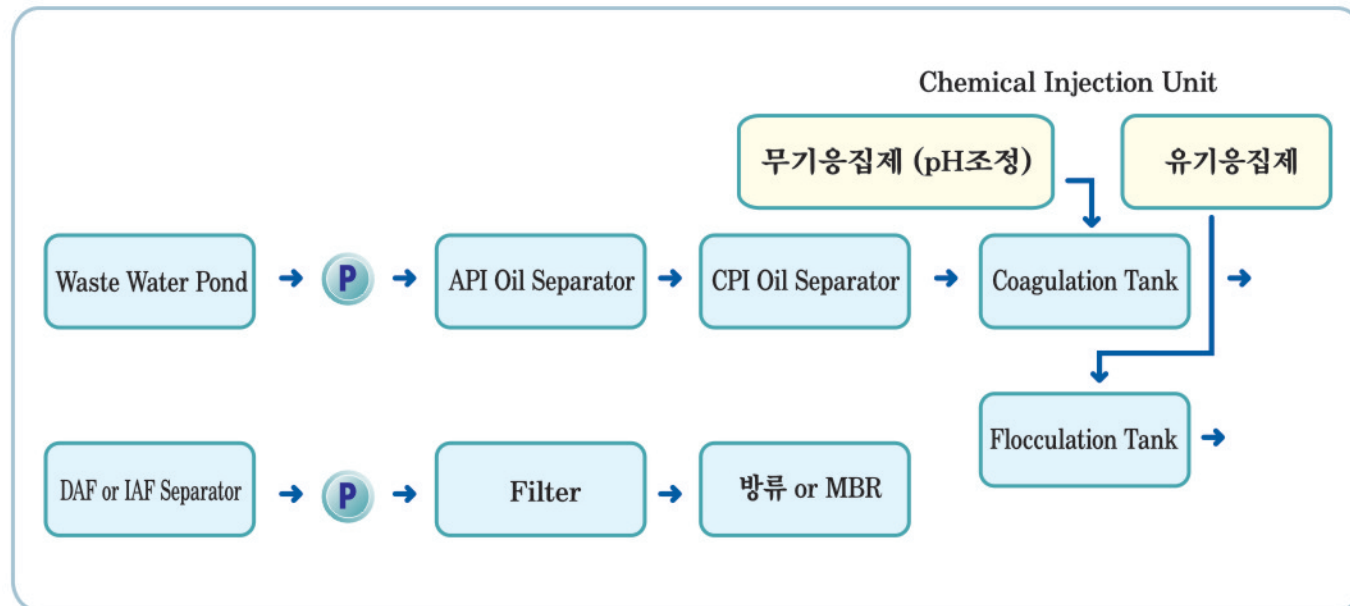 Chemical Injection Unit
무기응집제 (pH조정)
유기응집제
Waste Water Pond
P
API Oil Separator
CPI Oil Separator
Coagulation Tank
Flocculation Tank
DAF or IAF Separator
P
Filter
방류 or MBR